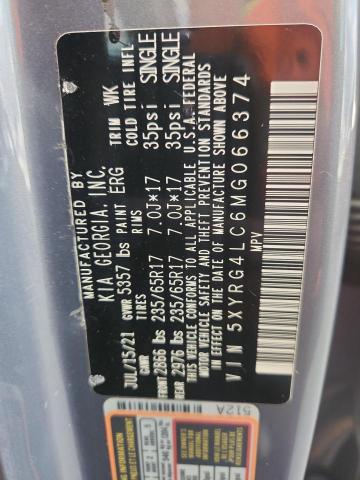 MANUFACTURED BY
KIA GEORGIA, INC.
JUL/15/21 PAINT ERG TRIM WK
GVWR 5357 lbs
GAWR TIRES RIMS COLD TIRE INFL
FRONT 2866 lbs 235/65R17 7.0J*17 35psi SINGLE
REAR 2976 lbs 235/65R17 7.0J*17 35psi SINGLE
THIS VEHICLE CONFORMS TO ALL APPLICABLE U.S.A. FEDERAL
MOTOR VEHICLE SAFETY AND THEFT PREVENTION STANDARDS
IN EFFECT ON THE DATE OF MANUFACTURE SHOWN ABOVE.
VIN 5XYRG4LC6MG066374
MPV
512A